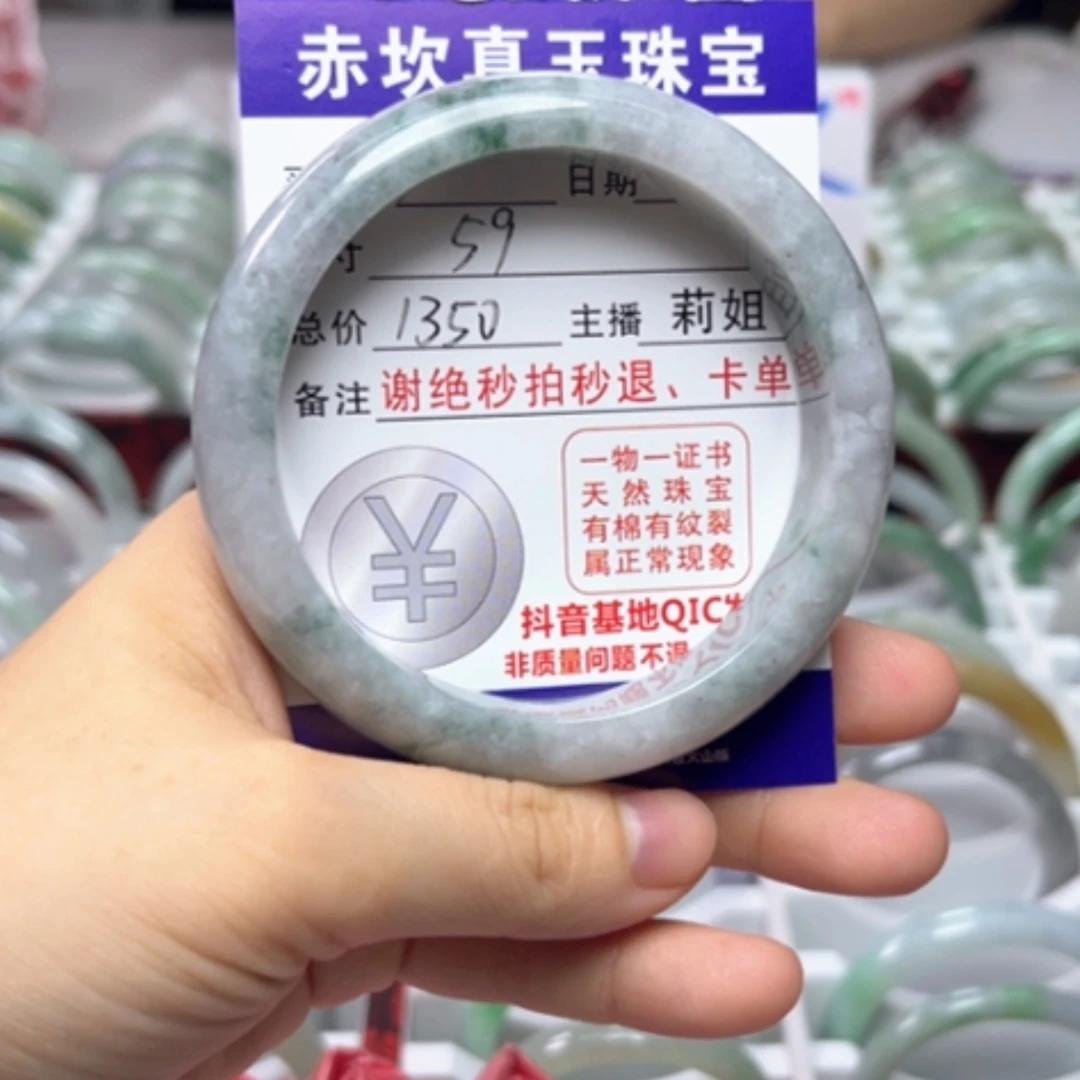 赤坎真玉珠宝
日期
寸 59
总价 1350 主播 莉姐
备注 谢绝秒拍秒退、卡单
¥
一物一证书
天然珠宝
有棉有纹裂
属正常现象
抖音基地QIC
非质量问题不退